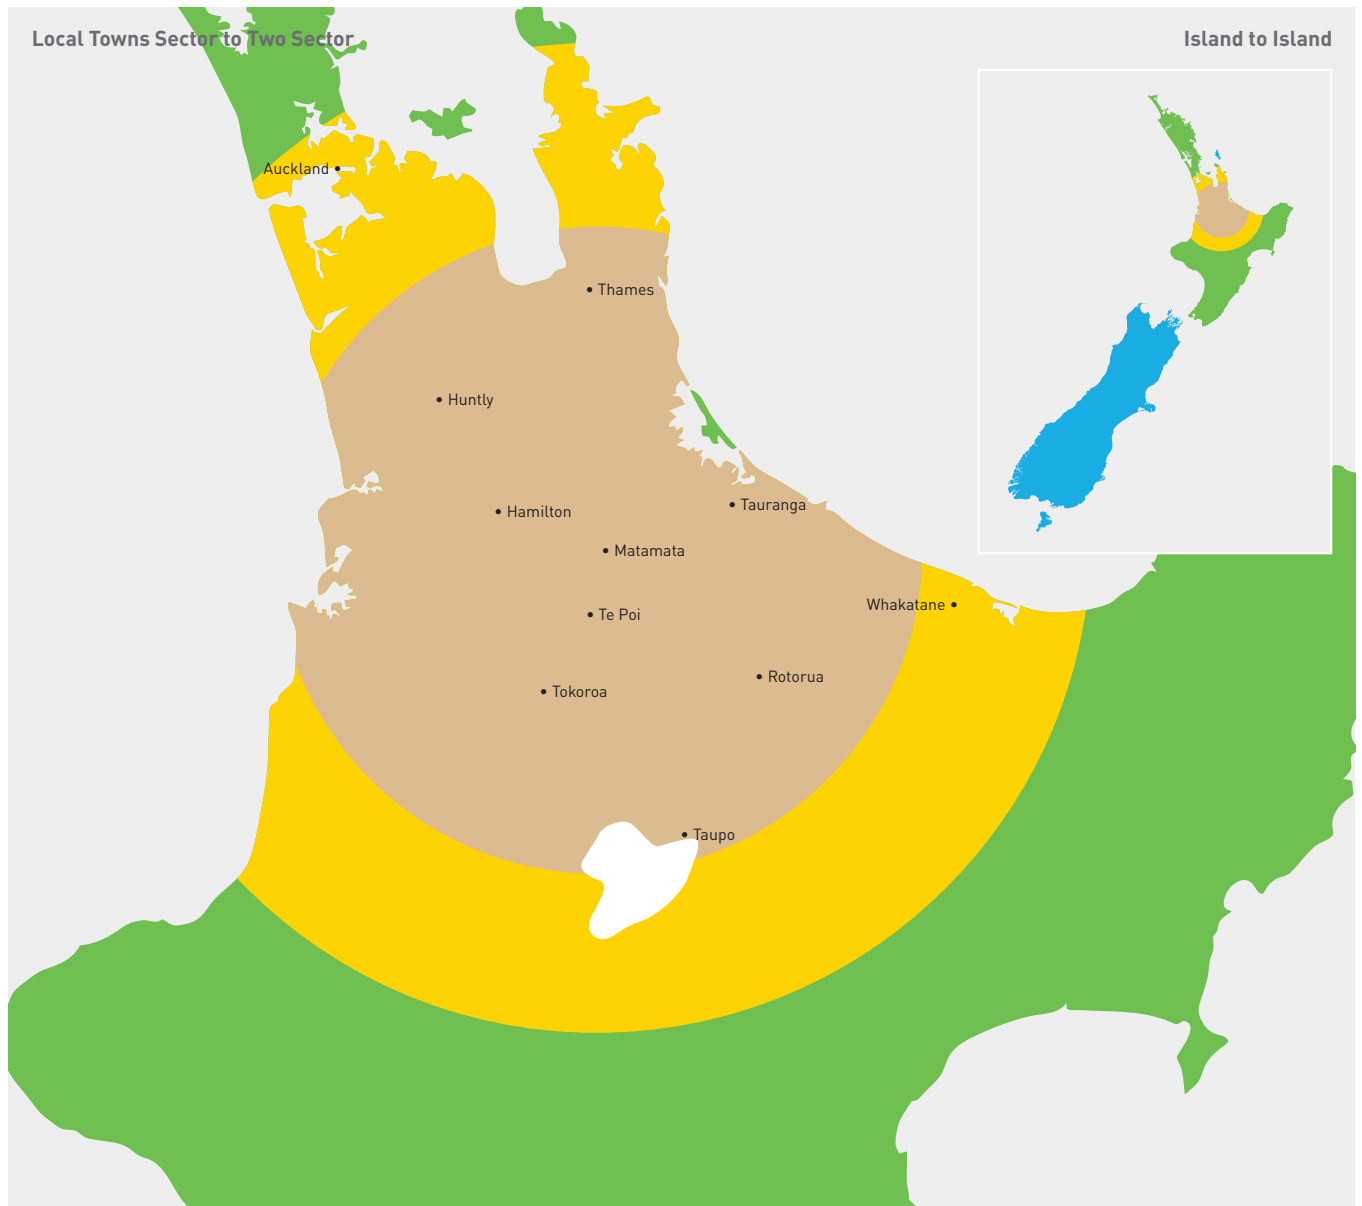 Local Towns Sector to Two Sector
Island to Island
Auckland
Thames
Huntly
Hamilton
Tauranga
Matamata
Whakatane
Te Poi
Rotorua
Tokoroa
Taupo